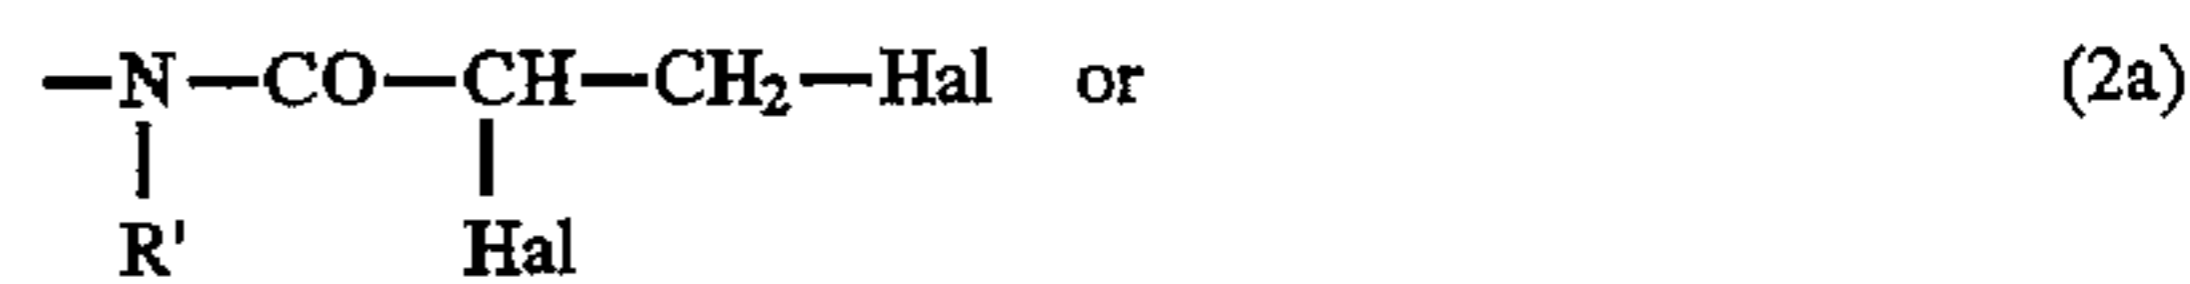 —N—CO—CH—CH₂—Hal or (2a)
R' Hal